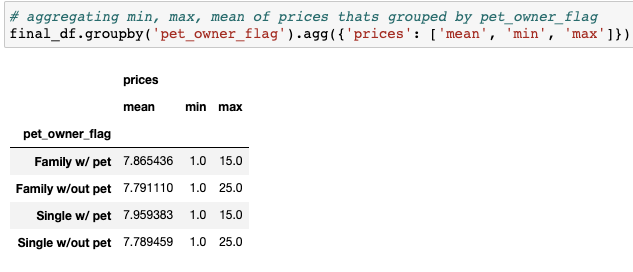 # aggregating min, max, mean of prices thats grouped by pet_owner_flag
final_df.groupby('pet_owner_flag').agg({'prices': ['mean', 'min', 'max']})
prices
mean min max
pet_owner_flag
Family w/ pet 7.865436 1.0 15.0
Family w/out pet 7.791110 1.0 25.0
Single w/ pet 7.959383 1.0 15.0
Single w/out pet 7.789459 1.0 25.0